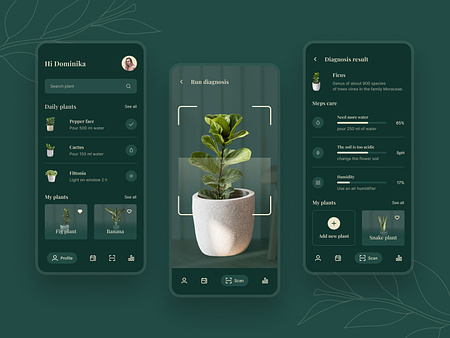 Hi Dominika
Search plant
Daily plants
See all
Pepper face
Pour 500 ml water
Cactus
Pour 100 ml water
Fittonia
Light on window 2 h
My plants
See all
Fig plant
Banana
Profile
Run diagnosis
Diagnosis result
Ficus
Genus of about 900 species
of trees vines in the family Moraceae.
Steps care
Need more water
pour 250 ml of water
65%
The soil is too acidic
change the flower soil
5pH
Humidity
Use an air humidifier
17%
My plants
See all
Add new plant
Snake plant
Scan
Scan